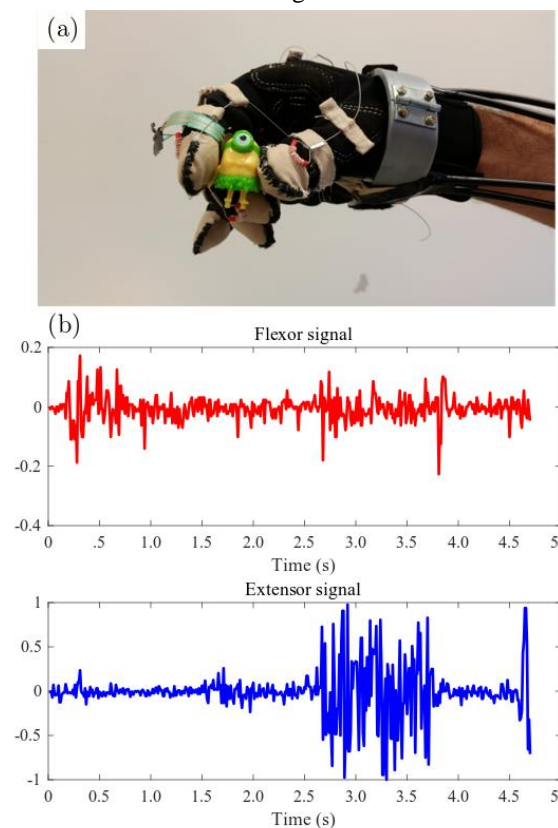 (a)
(b)
Flexor signal
0.2
0
-0.2
-0.4
0 .5 1.0 1.5 2.0 2.5 3.0 3.5 4.0 4.5 5
Time (s)
Extensor signal
1
0.5
0
-0.5
-1
0 0.5 1.0 1.5 2.0 2.5 3.0 3.5 4.0 4.5 5
Time (s)